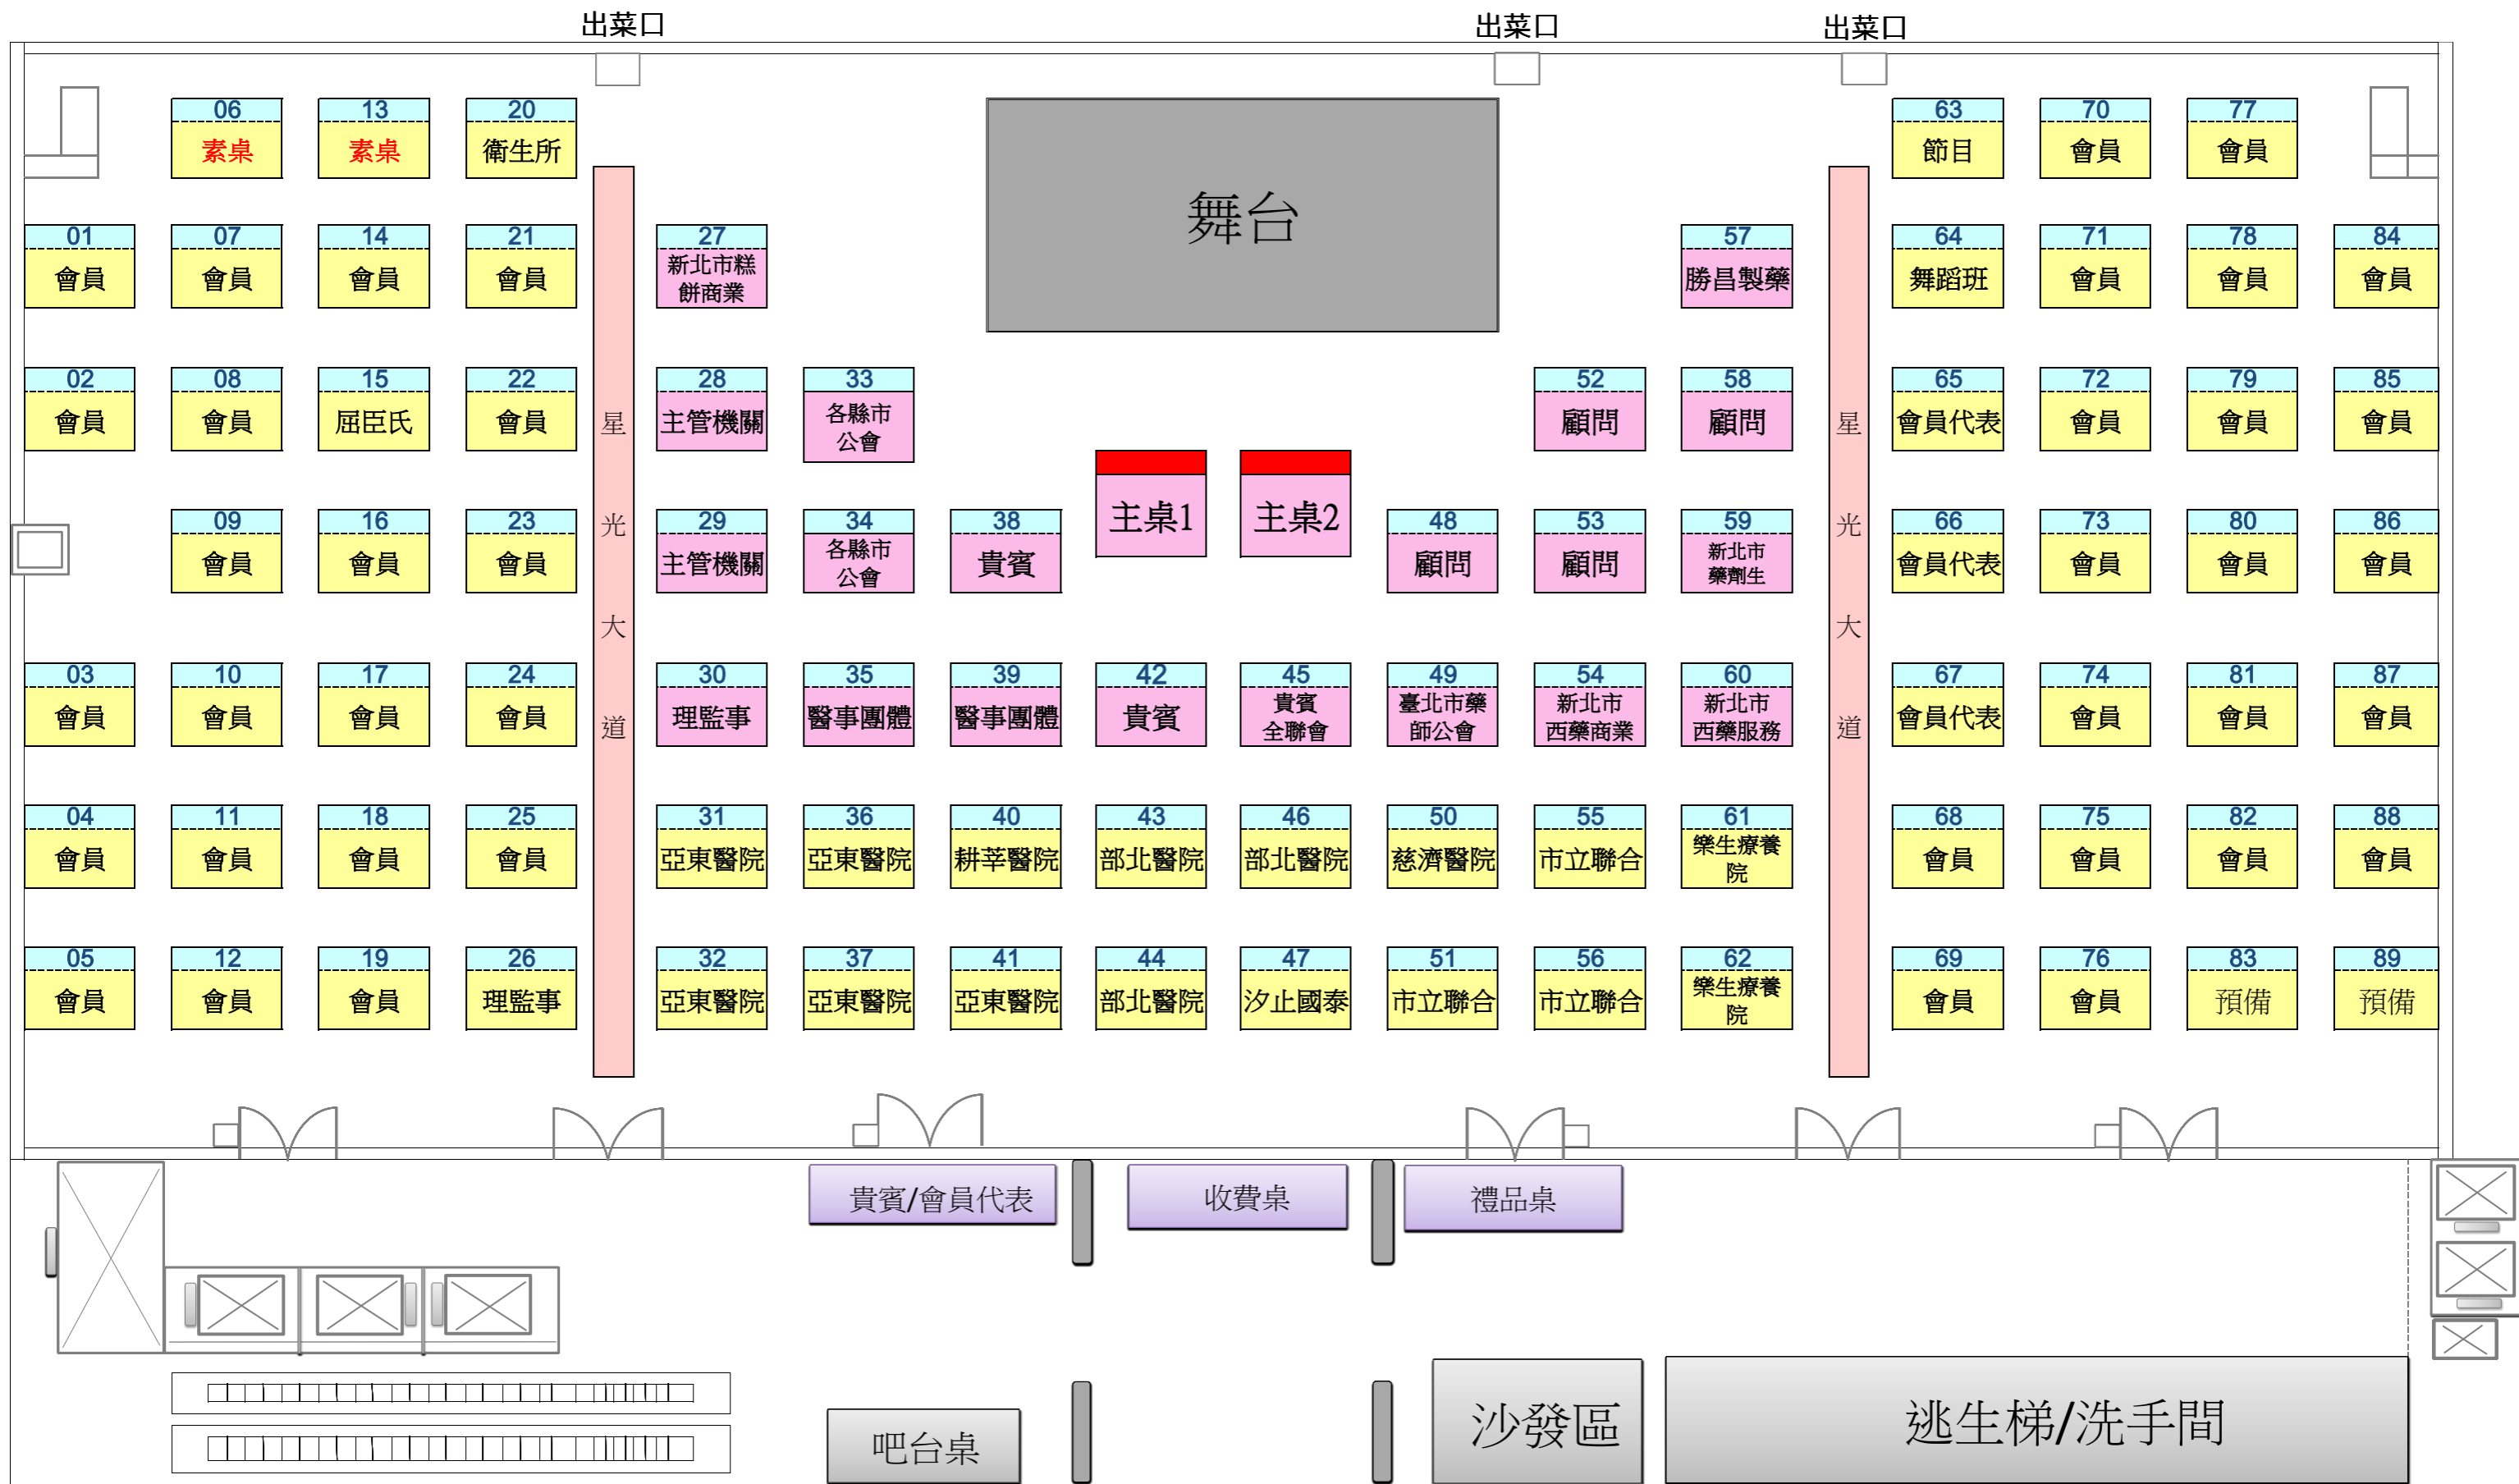 出菜口
出菜口
出菜口
06
素桌
13
素桌
20
衛生所
63
節目
70
會員
77
會員
舞台
01
會員
07
會員
14
會員
21
會員
27
新北市糕
餅商業
57
勝昌製藥
64
舞蹈班
71
會員
78
會員
84
會員
02
會員
08
會員
15
屈臣氏
22
會員
28
主管機關
33
各縣市
公會
52
顧問
58
顧問
65
會員代表
72
會員
79
會員
85
會員
星光大道
星光大道
主桌1
主桌2
09
會員
16
會員
23
會員
29
主管機關
34
各縣市
公會
38
貴賓
48
顧問
53
顧問
59
新北市
藥劑生
66
會員代表
73
會員
80
會員
86
會員
03
會員
10
會員
17
會員
24
會員
30
理監事
35
醫事團體
39
醫事團體
42
貴賓
45
貴賓
全聯會
49
臺北市藥
師公會
54
新北市
西藥商業
60
新北市
西藥服務
67
會員代表
74
會員
81
會員
87
會員
04
會員
11
會員
18
會員
25
會員
31
亞東醫院
36
亞東醫院
40
耕莘醫院
43
部北醫院
46
部北醫院
50
慈濟醫院
55
市立聯合
61
樂生療養
院
68
會員
75
會員
82
會員
88
會員
05
會員
12
會員
19
會員
26
理監事
32
亞東醫院
37
亞東醫院
41
亞東醫院
44
部北醫院
47
汐止國泰
51
市立聯合
56
市立聯合
62
樂生療養
院
69
會員
76
會員
83
預備
89
預備
貴賓/會員代表
收費桌
禮品桌
吧台桌
沙發區
逃生梯/洗手間